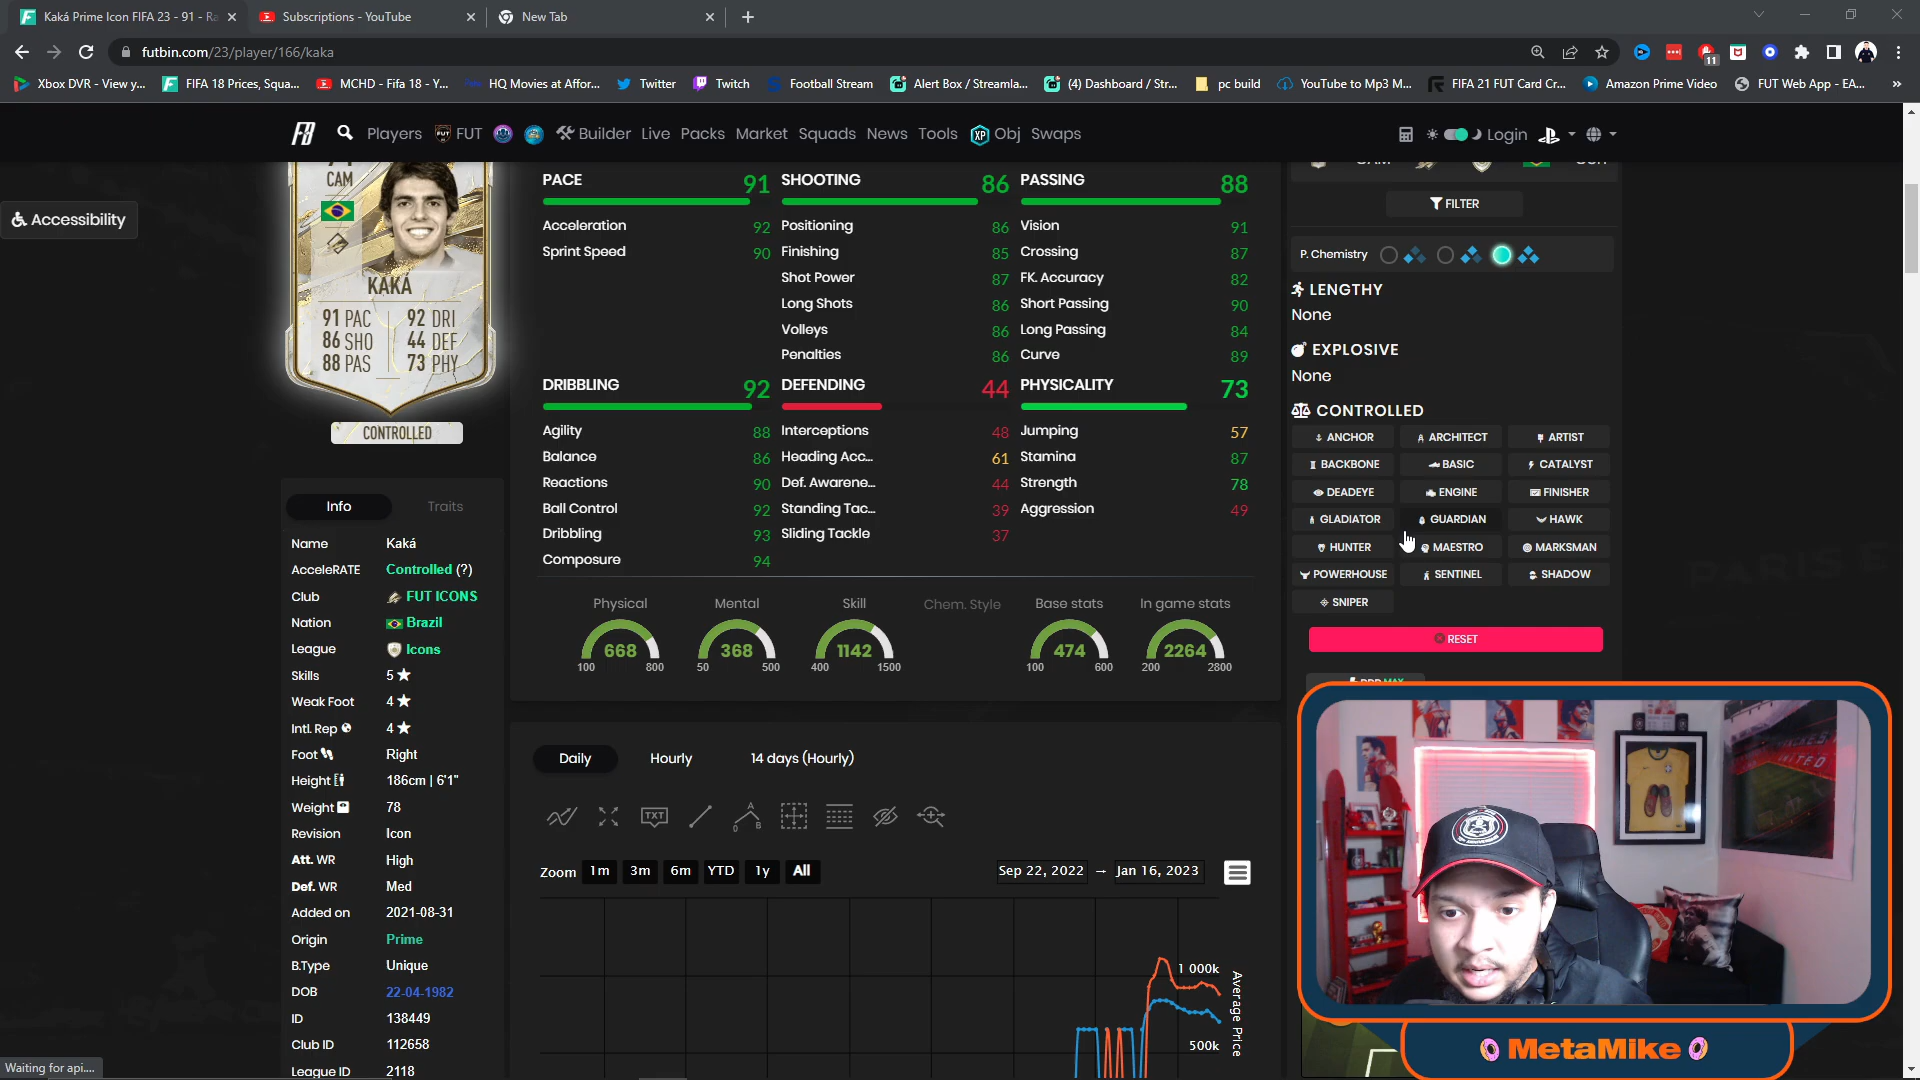 Kaká Prime Icon FIFA 23 - 91 - Ra
Subscriptions - YouTube
New Tab
futbin.com/23/player/166/kaka
11
Xbox DVR - View y...
FIFA 18 Prices, Squa...
MCHD - Fifa 18 - Y...
HQ Movies at Affor...
Twitter
Twitch
Football Stream
Alert Box / Streamla...
(4) Dashboard / Str...
pc build
YouTube to Mp3 M...
FIFA 21 FUT Card Cr...
Amazon Prime Video
FUT Web App - EA...
Players
FUT
Builder
Live
Packs
Market
Squads
News
Tools
XP
Obj
Swaps
Login
Accessibility
CAM
KAKÁ
91 PAC 92 DRI
86 SHO 44 DEF
88 PAS 73 PHY
CONTROLLED
PACE 91
Acceleration 92
Sprint Speed 90
SHOOTING 86
Positioning 86
Finishing 85
Shot Power 87
Long Shots 86
Volleys 86
Penalties 86
PASSING 88
Vision 91
Crossing 87
FK. Accuracy 82
Short Passing 90
Long Passing 84
Curve 89
DRIBBLING 92
Agility 88
Balance 86
Reactions 90
Ball Control 92
Dribbling 93
Composure 94
DEFENDING 44
Interceptions 48
Heading Acc... 61
Def. Awarene... 44
Standing Tac... 39
Sliding Tackle 37
PHYSICALITY 73
Jumping 57
Stamina 87
Strength 78
Aggression 49
Physical
668
100 800
Mental
368
50 500
Skill
1142
400 1500
Chem. Style
Base stats
474
100 600
In game stats
2264
200 2800
FILTER
P. Chemistry
LENGTHY
None
EXPLOSIVE
None
CONTROLLED
ANCHOR ARCHITECT ARTIST
BACKBONE BASIC CATALYST
DEADEYE ENGINE FINISHER
GLADIATOR GUARDIAN HAWK
HUNTER MAESTRO MARKSMAN
POWERHOUSE SENTINEL SHADOW
SNIPER
RESET
Info Traits
Name Kaká
AcceleRATE Controlled (?)
Club FUT ICONS
Nation Brazil
League Icons
Skills 5
Weak Foot 4
Intl. Rep 4
Foot Right
Height 186cm | 6'1"
Weight 78
Revision Icon
Att. WR High
Def. WR Med
Added on 2021-08-31
Origin Prime
B.Type Unique
DOB 22-04-1982
ID 138449
Club ID 112658
League ID 2118
Daily Hourly 14 days (Hourly)
TXT
A
0 B
Zoom 1m 3m 6m YTD 1y All
Sep 22, 2022 → Jan 16, 2023
1 000k
500k
Average Price
MetaMike
Waiting for api....